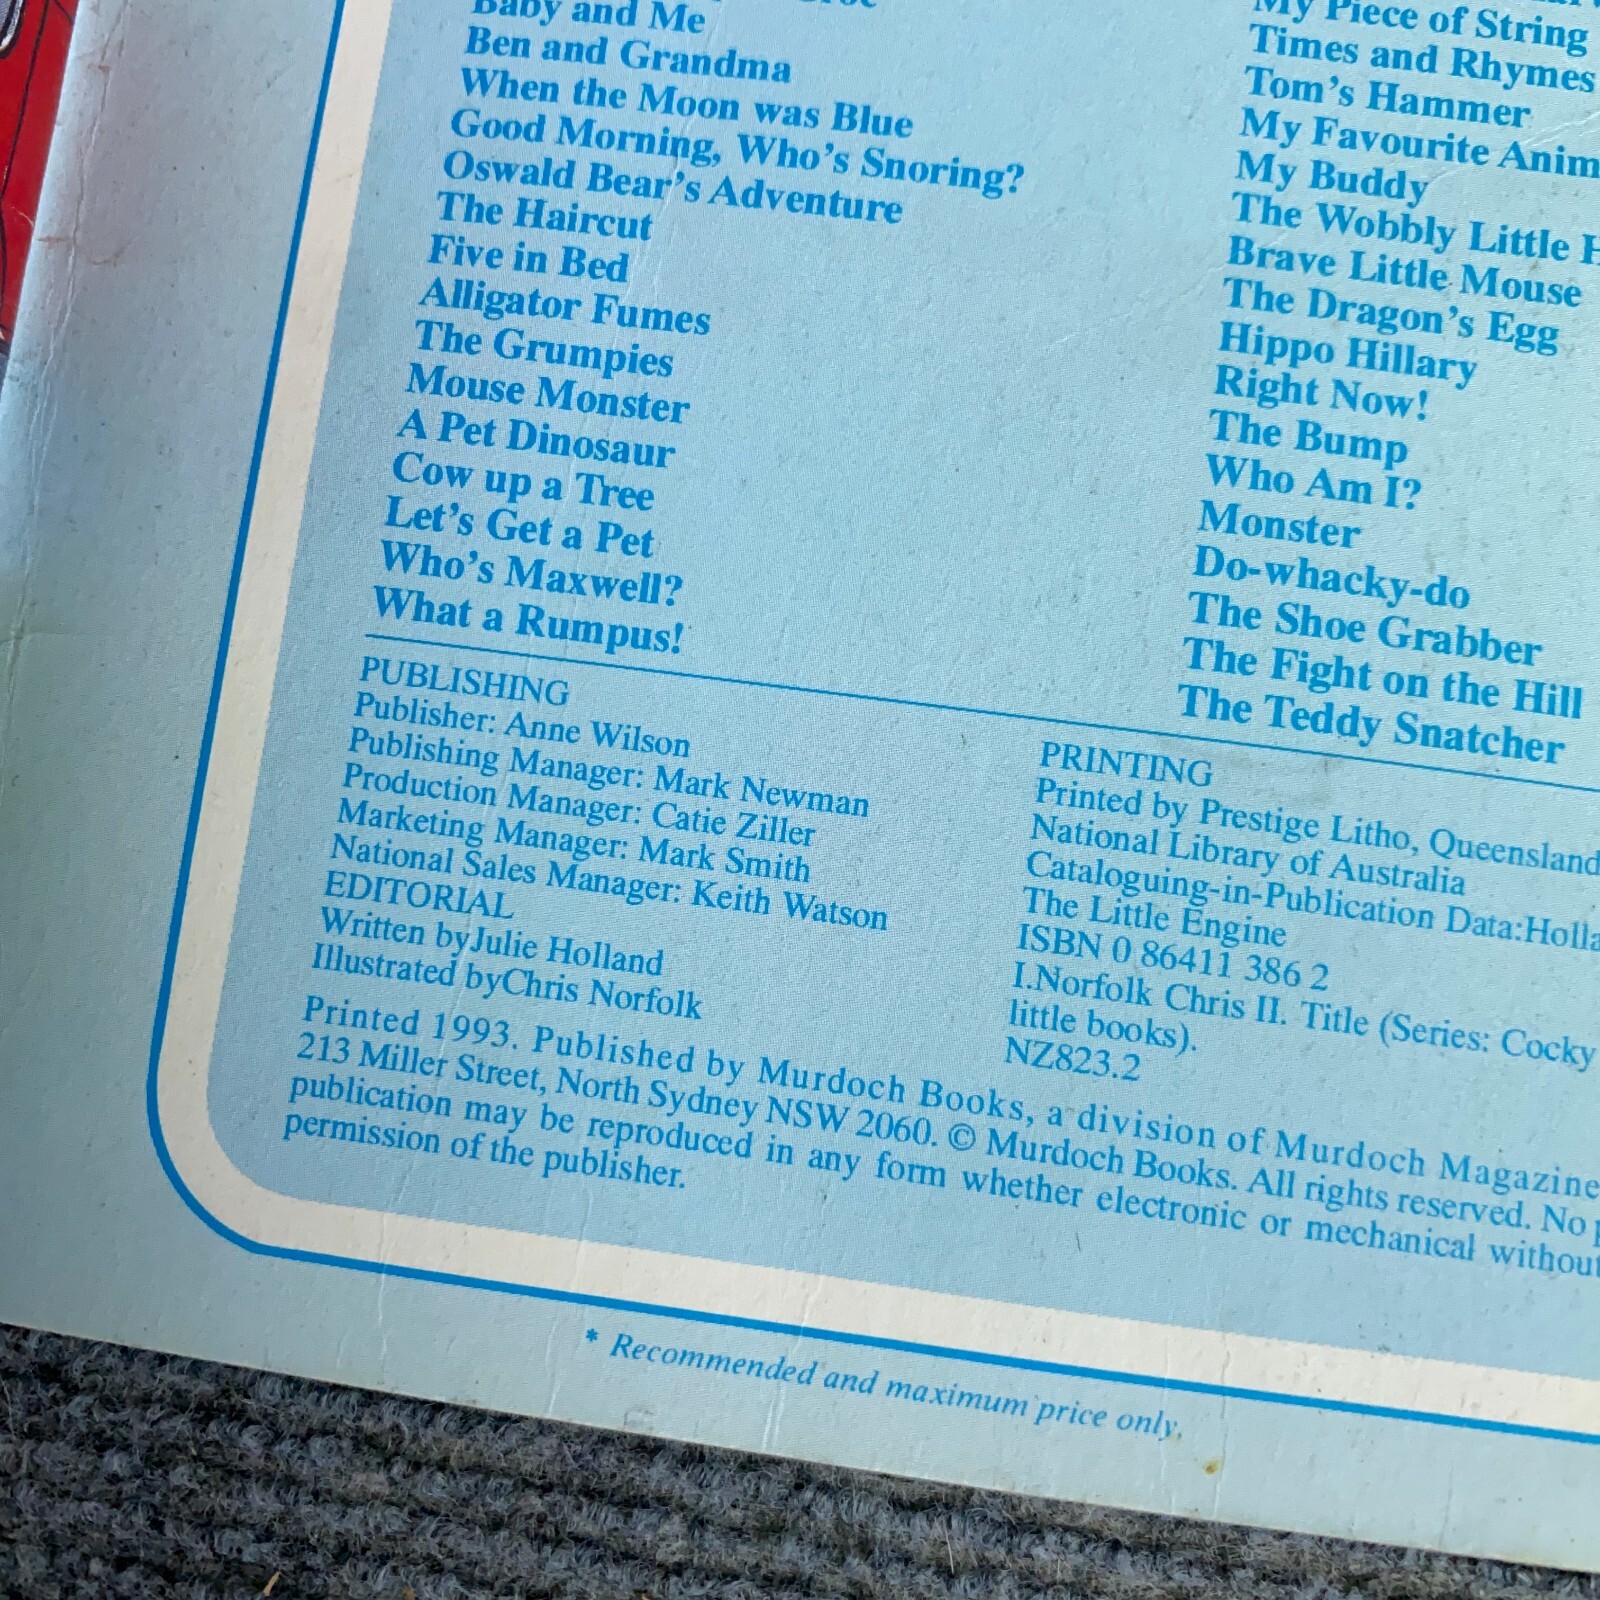 Baby and Me
Ben and Grandma
When the Moon was Blue
Good Morning, Who's Snoring?
Oswald Bear's Adventure
The Haircut
Five in Bed
Alligator Fumes
The Grumpies
Mouse Monster
A Pet Dinosaur
Cow up a Tree
Let's Get a Pet
Who's Maxwell?
What a Rumpus!
My Piece of String
Times and Rhymes
Tom's Hammer
My Favourite
My Buddy
The Wobbly Little
Brave Little Mouse
The Dragon's Egg
Hippo Hillary
Right Now!
The Bump
Who Am I?
Monster
Do-whacky-do
The Shoe Grabber
The Fight on the Hill
The Teddy Snatcher
PUBLISHING
Publisher: Anne Wilson
Publishing Manager: Mark Newman
Production Manager: Catie Ziller
Marketing Manager: Mark Smith
National Sales Manager: Keith Watson
EDITORIAL
Written byJulie Holland
Illustrated byChris Norfolk
PRINTING
Printed by Prestige Litho, Queensland
National Library of Australia
Cataloguing-in-Publication Data:
The Little Engine
ISBN 0 86411 386 2
I.Norfolk Chris II. Title (Series: Cocky
little books).
NZ823.2
Printed 1993. Published by Murdoch Books, a division of Murdoch Magazine
213 Miller Street, North Sydney NSW 2060. © Murdoch Books. All rights reserved. No
publication may be reproduced in any form whether electronic or mechanical without
permission of the publisher.
* Recommended and maximum price only.